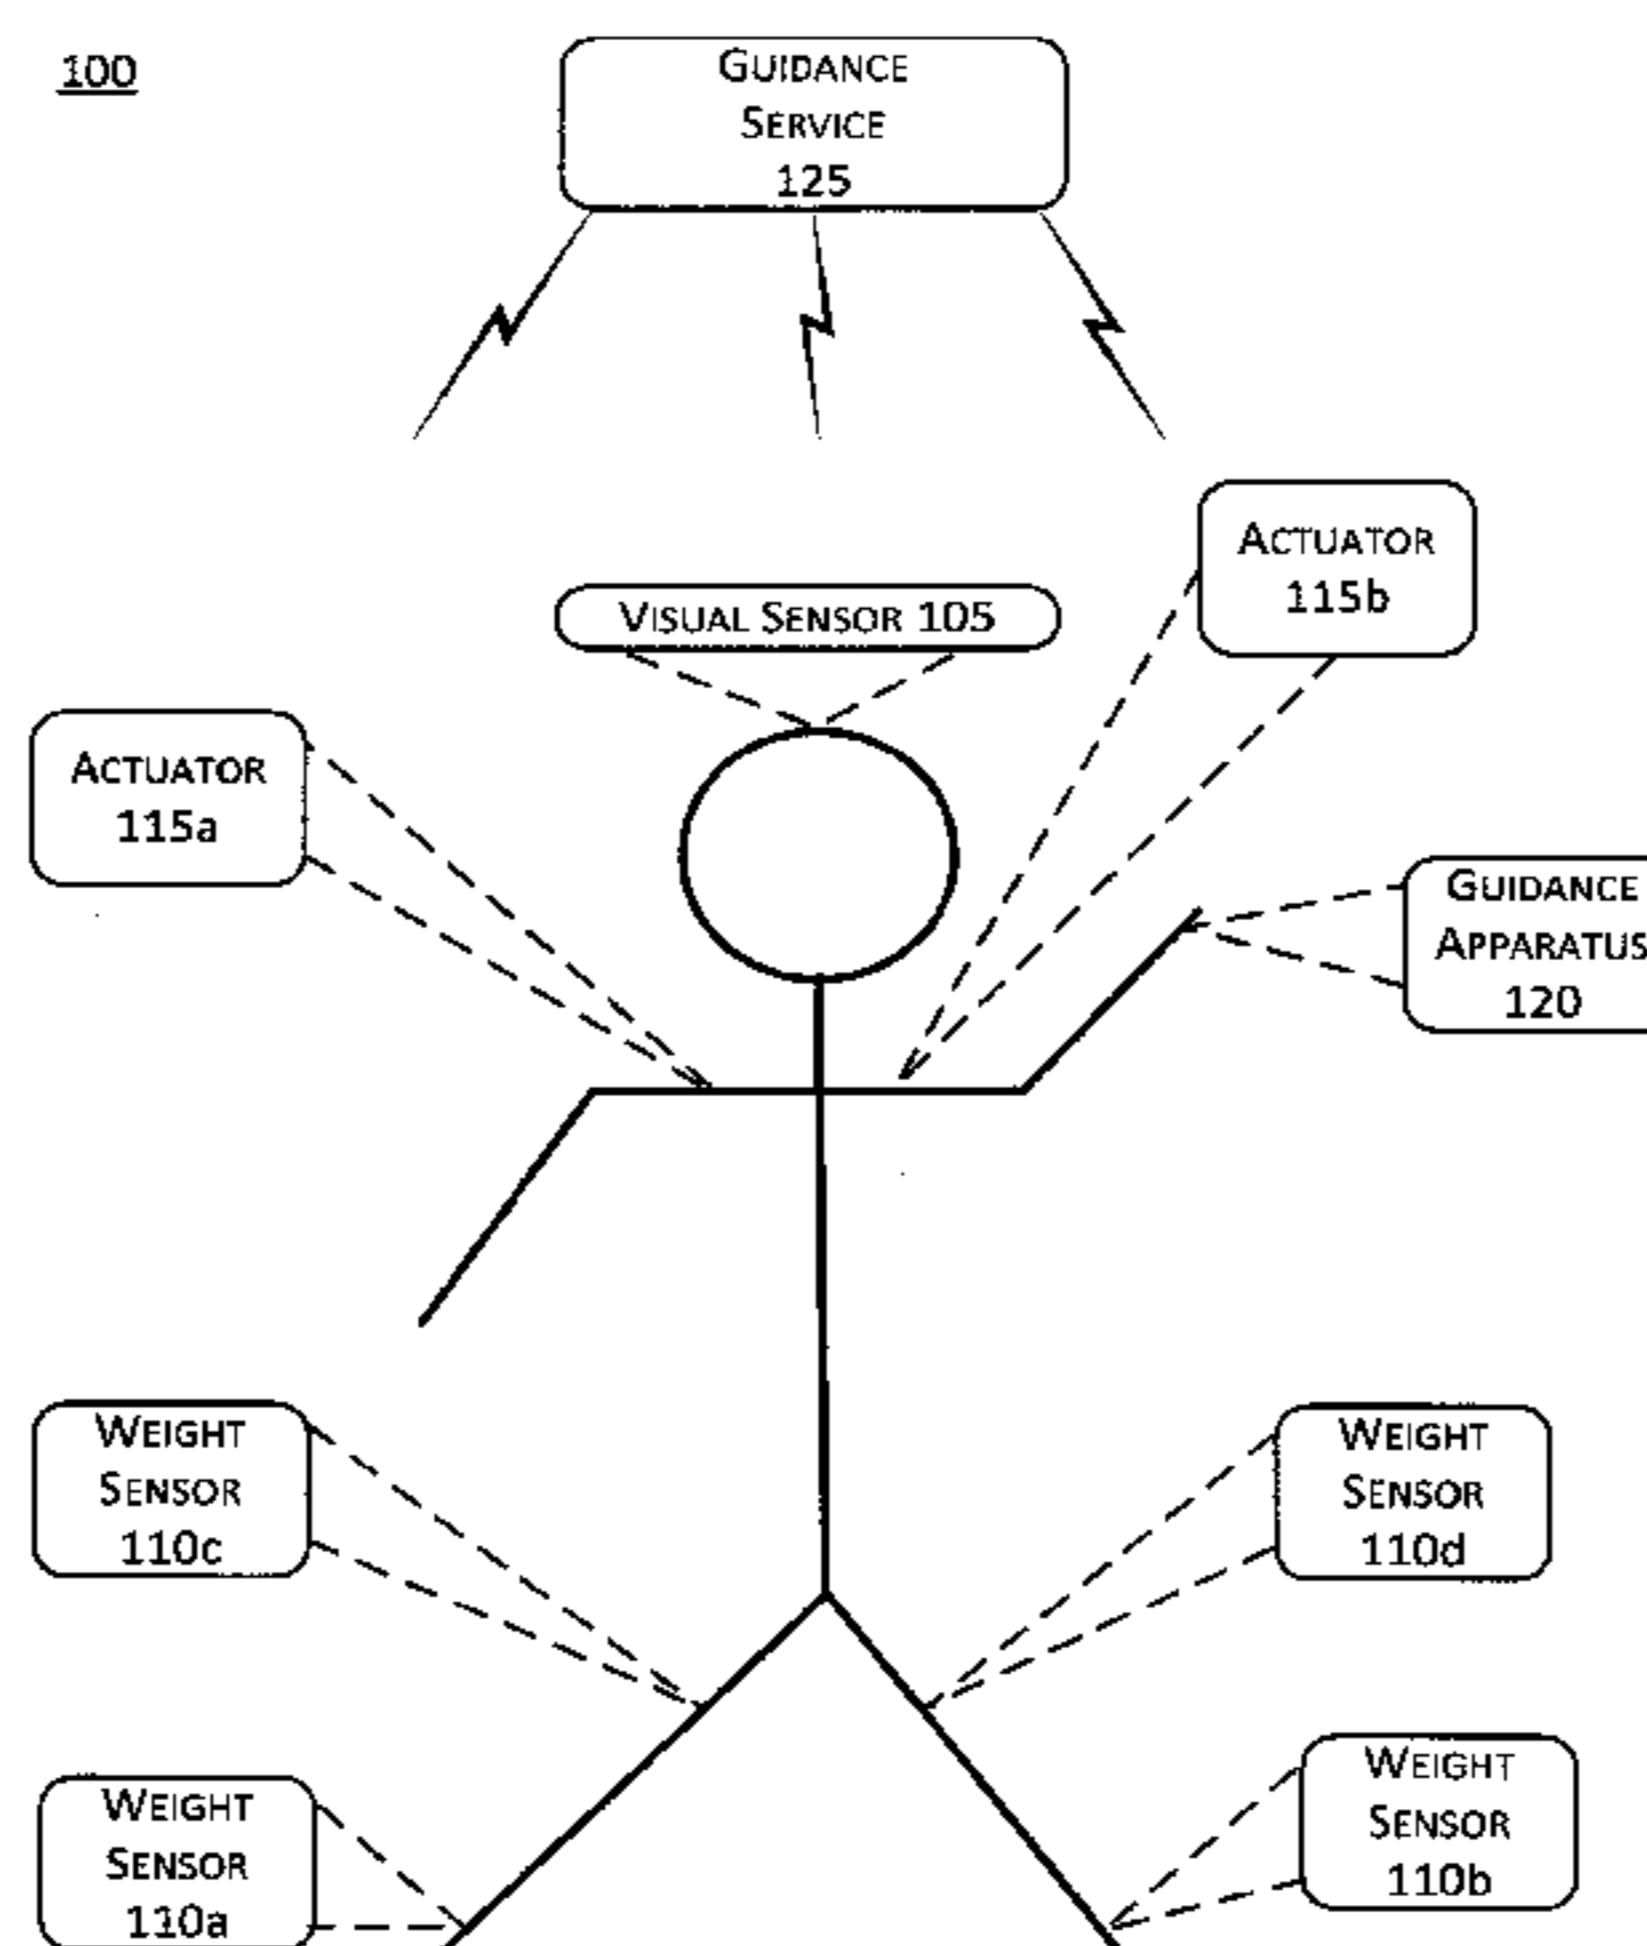 100
GUIDANCE
SERVICE
125
ACTUATOR
115b
VISUAL SENSOR 105
ACTUATOR
115a
GUIDANCE
APPARATUS
120
WEIGHT
SENSOR
110c
WEIGHT
SENSOR
110d
WEIGHT
SENSOR
110b
WEIGHT
SENSOR
110a